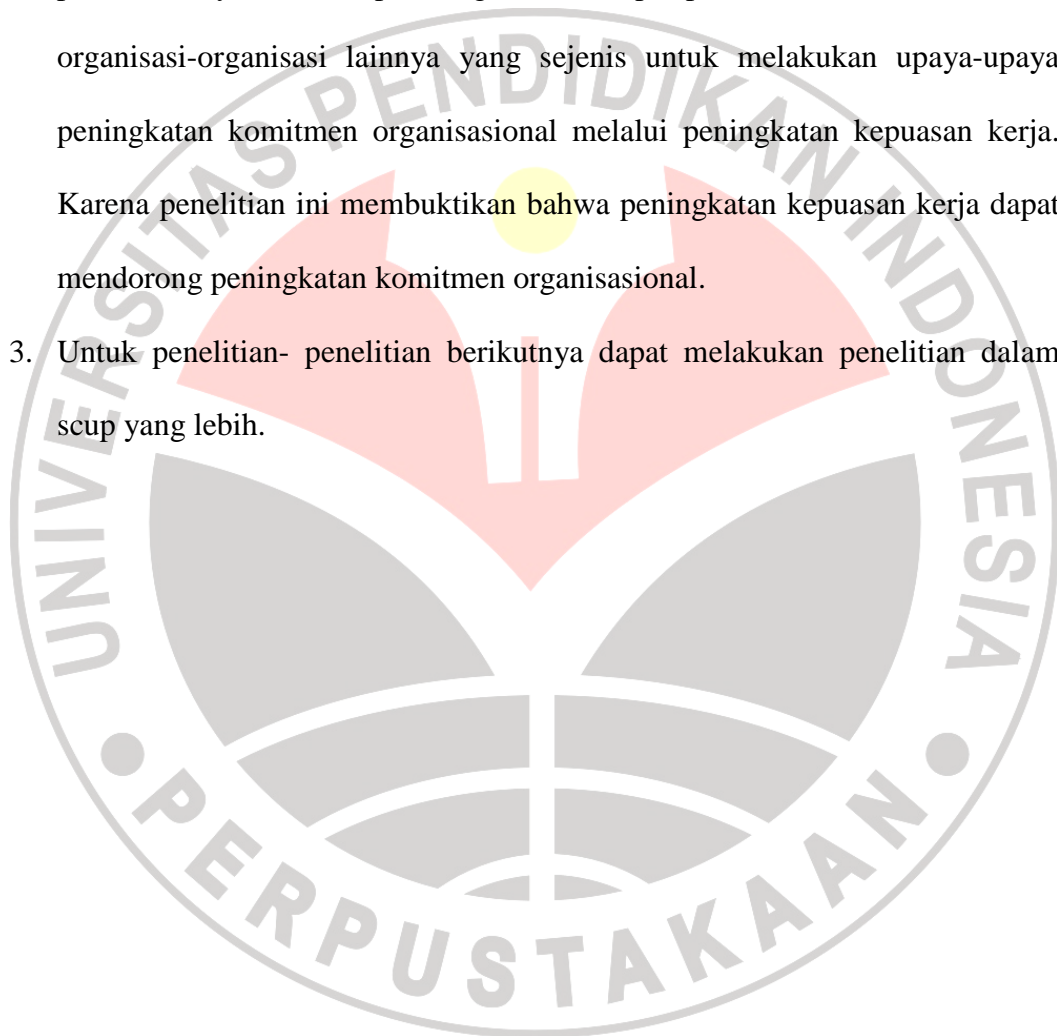 organisasi-organisasi lainnya yang sejenis untuk melakukan upaya-upaya
peningkatan komitmen organisasional melalui peningkatan kepuasan kerja.
Karena penelitian ini membuktikan bahwa peningkatan kepuasan kerja dapat
mendorong peningkatan komitmen organisasional.
3. Untuk penelitian- penelitian berikutnya dapat melakukan penelitian dalam
scup yang lebih.
UNIVERSITAS PENDIDIKAN INDONESIA
PERPUSTAKAAN